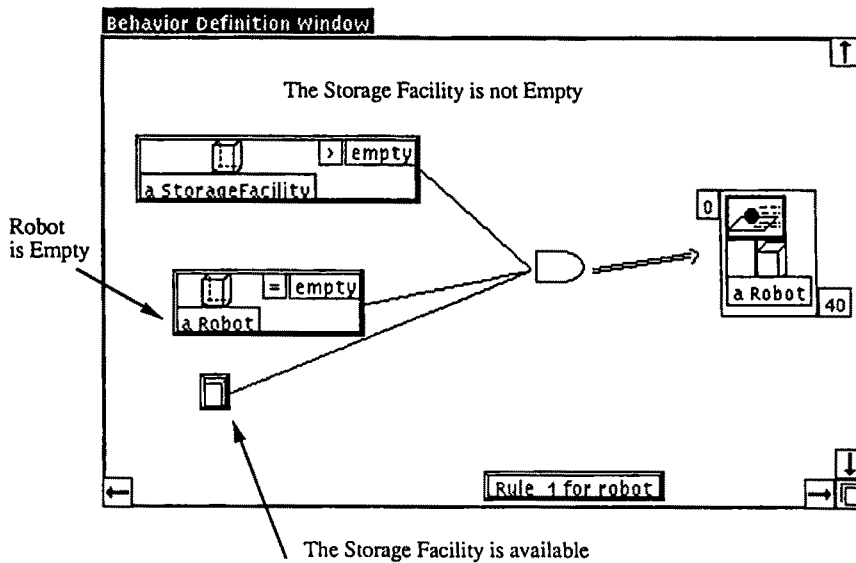 Behavior Definition Window
The Storage Facility is not Empty
> empty
a StorageFacility
Robot
is Empty
= empty
a Robot
0
a Robot
40
Rule 1 for robot
The Storage Facility is available